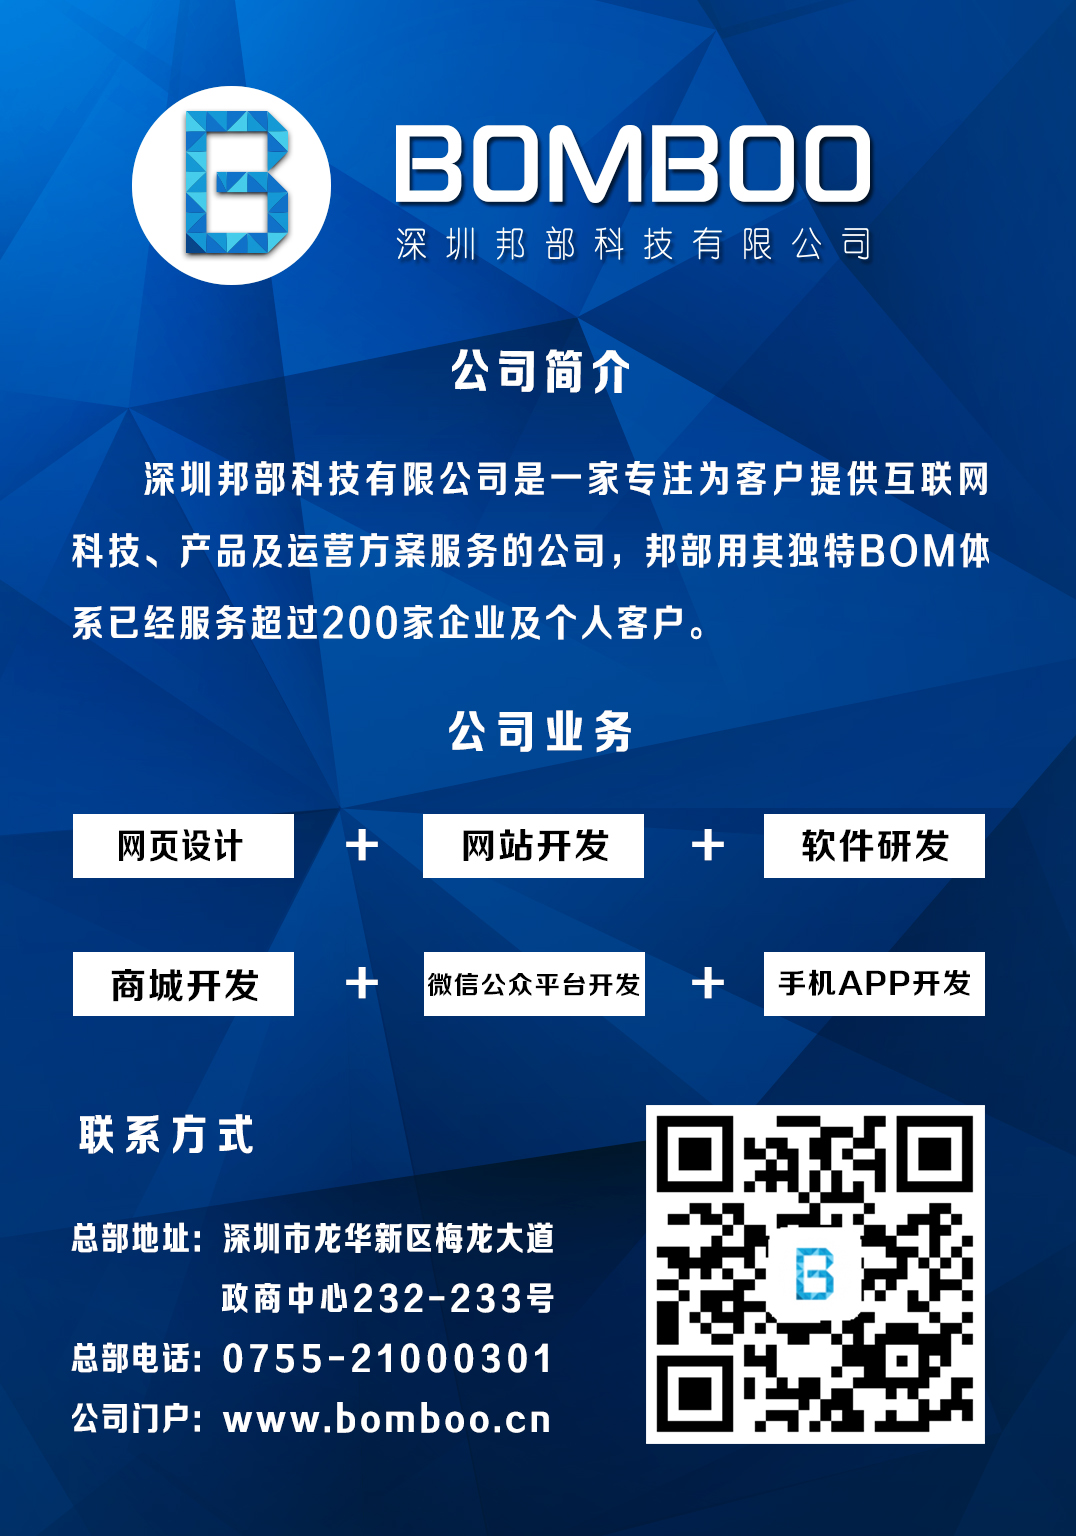 BOMBOO
深圳邦部科技有限公司
公司简介
深圳邦部科技有限公司是一家专注为客户提供互联网
科技、产品及运营方案服务的公司，邦部用其独特BOM体
系已经服务超过200家企业及个人客户。
公司业务
网页设计 + 网站开发 + 软件研发
商城开发 + 微信公众平台开发 + 手机APP开发
联系方式
总部地址：深圳市龙华新区梅龙大道
政商中心232-233号
总部电话：0755-21000301
公司门户：www.bomboo.cn